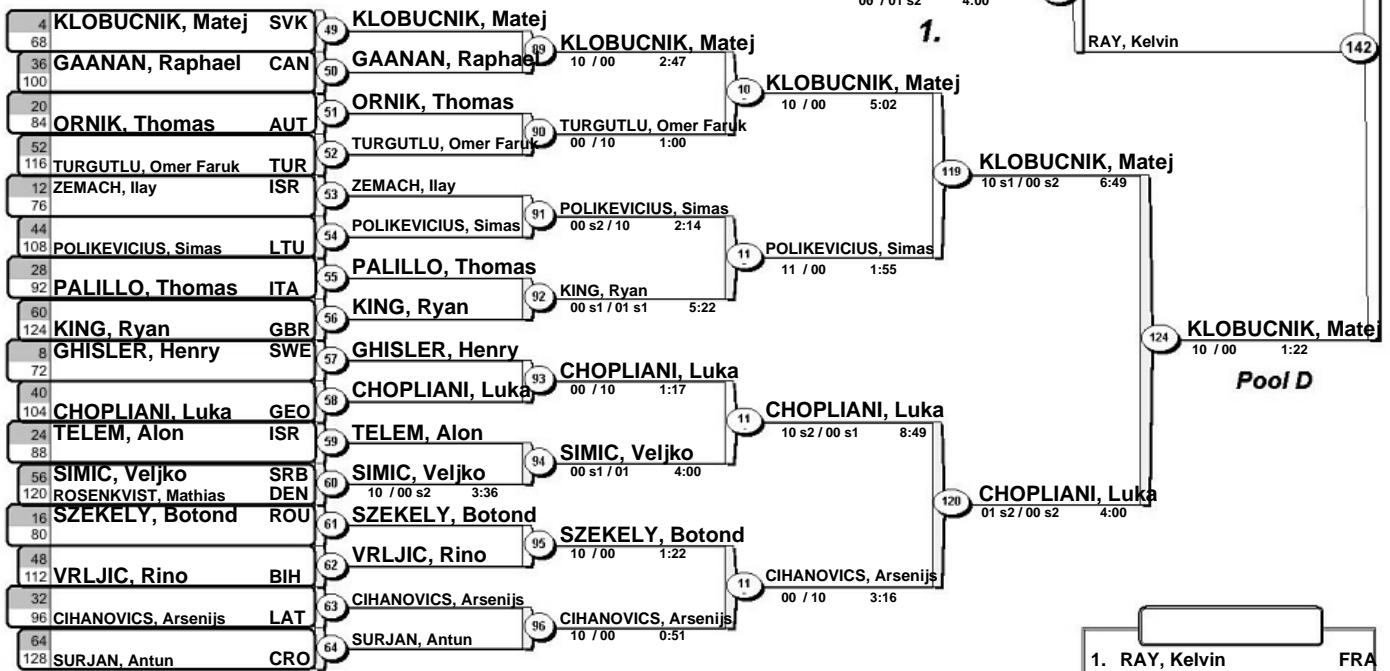 00 / 01 s2 4:00
1.
RAY, Kelvin
142
4 KLOBUCNIK, Matej SVK
68
49
KLOBUCNIK, Matej
36 GAANAN, Raphael CAN
100
50
GAANAN, Raphael
89
KLOBUCNIK, Matej
10 / 00 2:47
20
84 ORNIK, Thomas AUT
51
ORNIK, Thomas
52
116 TURGUTLU, Omer Faruk TUR
52
TURGUTLU, Omer Faruk
90
TURGUTLU, Omer Faruk
00 / 10 1:00
10
KLOBUCNIK, Matej
10 / 00 5:02
12 ZEMACH, Ilay ISR
76
53
ZEMACH, Ilay
44
108 POLIKEVICIUS, Simas LTU
54
POLIKEVICIUS, Simas
91
POLIKEVICIUS, Simas
00 s2 / 10 2:14
28
92 PALILLO, Thomas ITA
55
PALILLO, Thomas
60
124 KING, Ryan GBR
56
KING, Ryan
92
KING, Ryan
00 s1 / 01 s1 5:22
11
POLIKEVICIUS, Simas
11 / 00 1:55
119
KLOBUCNIK, Matej
10 s1 / 00 s2 6:49
8 GHISLER, Henry SWE
72
57
GHISLER, Henry
40
104 CHOPLIANI, Luka GEO
58
CHOPLIANI, Luka
93
CHOPLIANI, Luka
00 / 10 1:17
24 TELEM, Alon ISR
88
59
TELEM, Alon
56 SIMIC, Veljko SRB
120 ROSENKVIST, Mathias DEN
60
SIMIC, Veljko
10 / 00 s2 3:36
94
SIMIC, Veljko
00 s1 / 01 4:00
11
CHOPLIANI, Luka
10 s2 / 00 s1 8:49
16 SZEKELY, Botond ROU
80
61
SZEKELY, Botond
48
112 VRLJIC, Rino BIH
62
VRLJIC, Rino
95
SZEKELY, Botond
10 / 00 1:22
32
96 CIHANOVICS, Arsenijs LAT
63
CIHANOVICS, Arsenijs
64
128 SURJAN, Antun CRO
64
SURJAN, Antun
96
CIHANOVICS, Arsenijs
10 / 00 0:51
11
CIHANOVICS, Arsenijs
00 / 10 3:16
120
CHOPLIANI, Luka
01 s2 / 00 s2 4:00
124
KLOBUCNIK, Matej
10 / 00 1:22
Pool D
1. RAY, Kelvin FRA